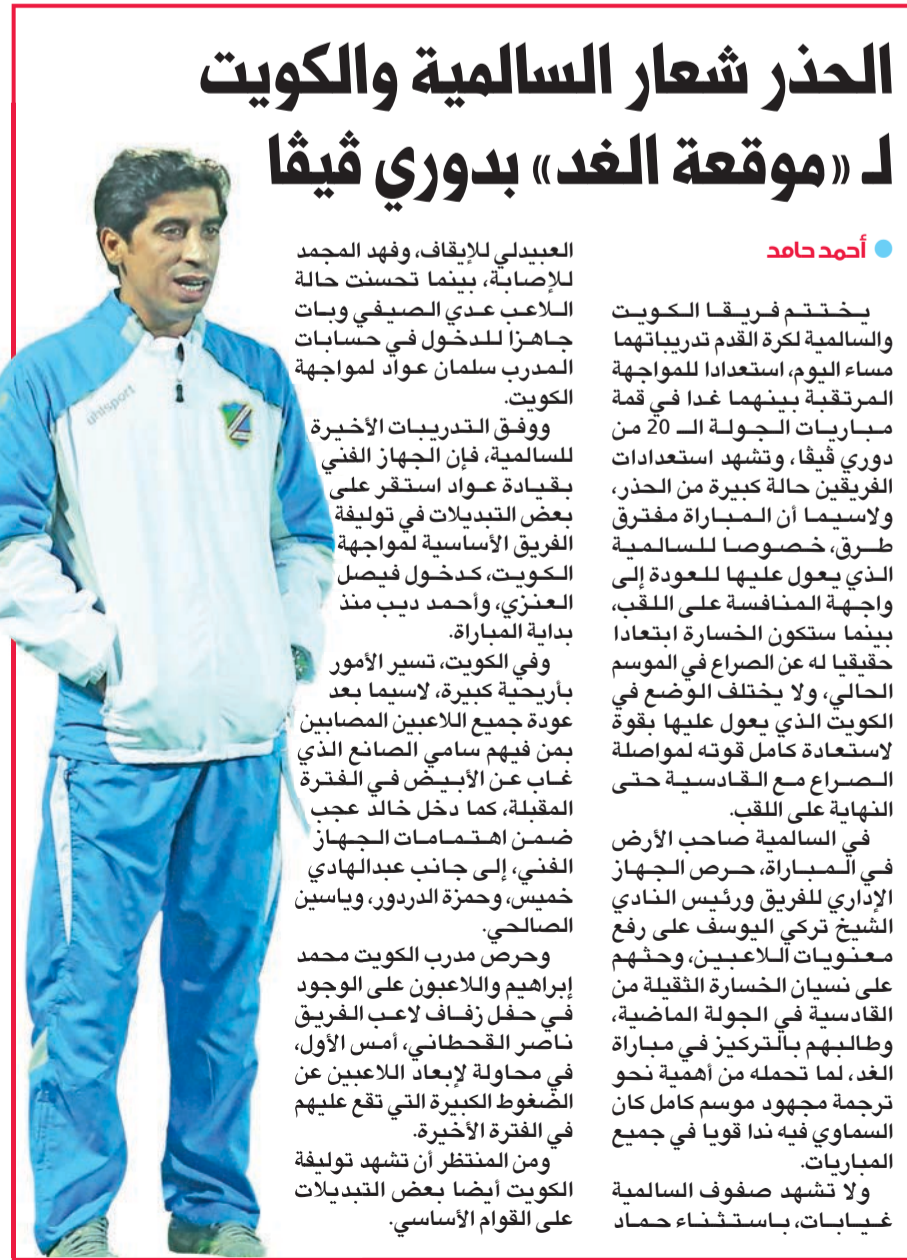 الحذر شعار السالمية والكويت
لـ «موقعة الغد» بدوري ڤيڤا
أحمد حامد
يختتم فريقا الكويت
والسالمية لكرة القدم تدريباتهما
مساء اليوم، استعدادا للمواجهة
المرتقبة بينهما غدا في قمة
مباريات الجولة الـ 20 من
دوري ڤيڤا، وتشهد استعدادات
الفريقين حالة كبيرة من الحذر،
ولاسيما أن المباراة مفترق
طرق، خصوصا للسالمية
الذي يعول عليها للعودة إلى
واجهة المنافسة على اللقب،
بينما ستكون الخسارة ابتعادا
حقيقيا له عن الصراع في الموسم
الحالي، ولا يختلف الوضع في
الكويت الذي يعول عليها بقوة
لاستعادة كامل قوته لمواصلة
الصراع مع القادسية حتى
النهاية على اللقب.
في السالمية صاحب الأرض
في المباراة، حرص الجهاز
الإداري للفريق ورئيس النادي
الشيخ تركي اليوسف على رفع
معنويات اللاعبين، وحثهم
على نسيان الخسارة الثقيلة من
القادسية في الجولة الماضية،
وطالبهم بالتركيز في مباراة
الغد، لما تحمله من أهمية نحو
ترجمة مجهود موسم كامل كان
السماوي فيه ندا قويا في جميع
المباريات.
ولا تشهد صفوف السالمية
غيابات، باستثناء حماد
العبيدلي للإيقاف، وفهد المجمد
للإصابة، بينما تحسنت حالة
اللاعب عدي الصيفي وبات
جاهزا للدخول في حسابات
المدرب سلمان عواد لمواجهة
الكويت.
ووفق التدريبات الأخيرة
للسالمية، فإن الجهاز الفني
بقيادة عواد استقر على
بعض التبديلات في توليفة
الفريق الأساسية لمواجهة
الكويت، كدخول فيصل
العنزي، وأحمد ديب منذ
بداية المباراة.
وفي الكويت، تسير الأمور
بأريحية كبيرة، لاسيما بعد
عودة جميع اللاعبين المصابين
بمن فيهم سامي الصانع الذي
غاب عن الأبيض في الفترة
المقبلة، كما دخل خالد عجب
ضمن اهتمامات الجهاز
الفني، إلى جانب عبدالهادي
خميس، وحمزة الدردور، وياسين
الصالحي.
وحرص مدرب الكويت محمد
إبراهيم واللاعبون على الوجود
في حفل زفاف لاعب الفريق
ناصر القحطاني، أمس الأول،
في محاولة لإبعاد اللاعبين عن
الضغوط الكبيرة التي تقع عليهم
في الفترة الأخيرة.
ومن المنتظر أن تشهد توليفة
الكويت أيضا بعض التبديلات
على القوام الأساسي.
uhlsport